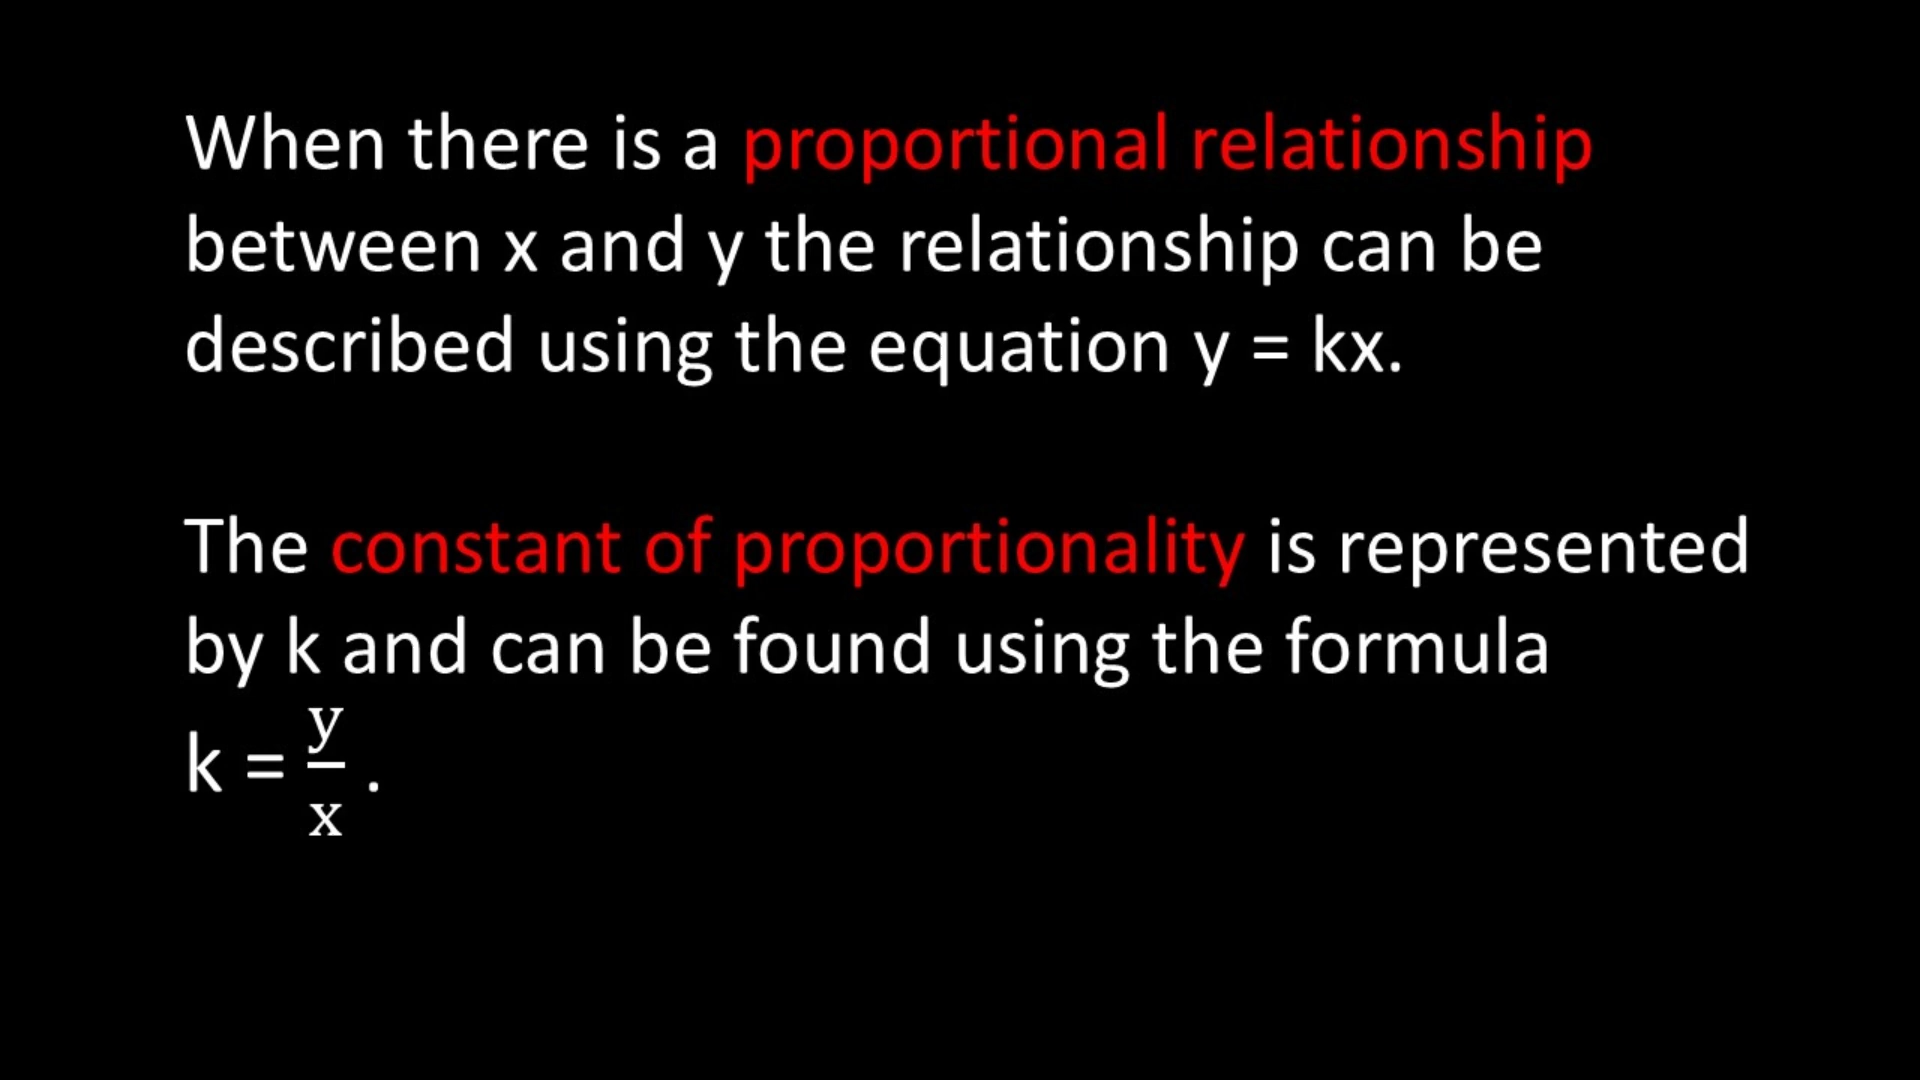 When there is a proportional relationship
between x and y the relationship can be
described using the equation y = kx.
The constant of proportionality is represented
by k and can be found using the formula
k = y/x .